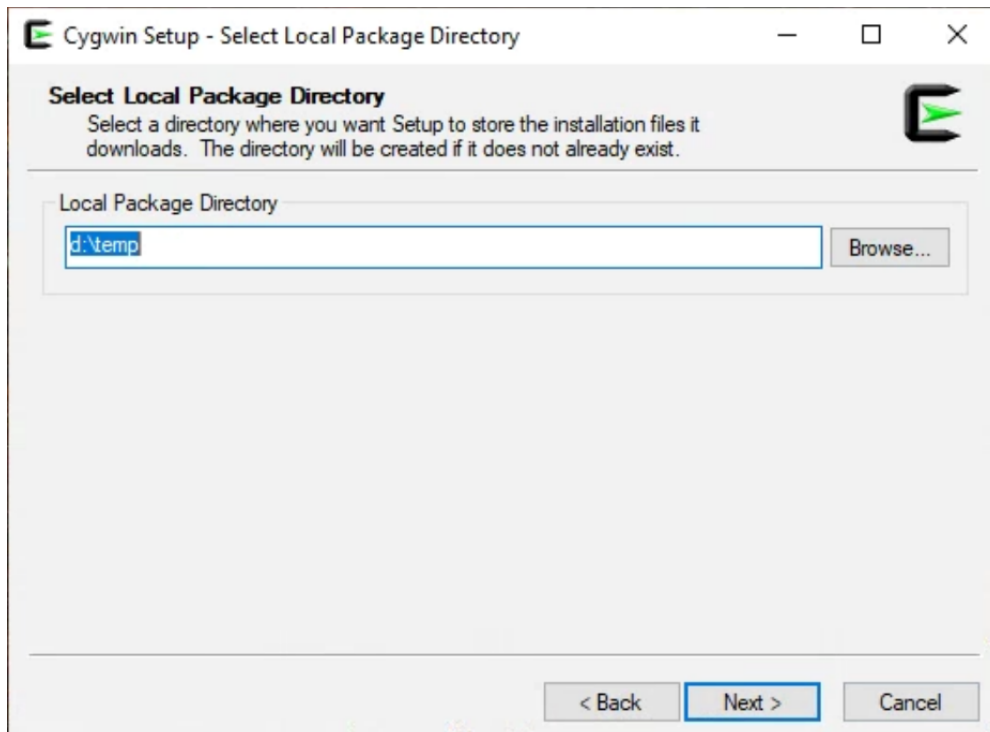 Cygwin Setup - Select Local Package Directory
Select Local Package Directory
Select a directory where you want Setup to store the installation files it
downloads. The directory will be created if it does not already exist.
Local Package Directory
d:\temp
Browse...
< Back
Next >
Cancel